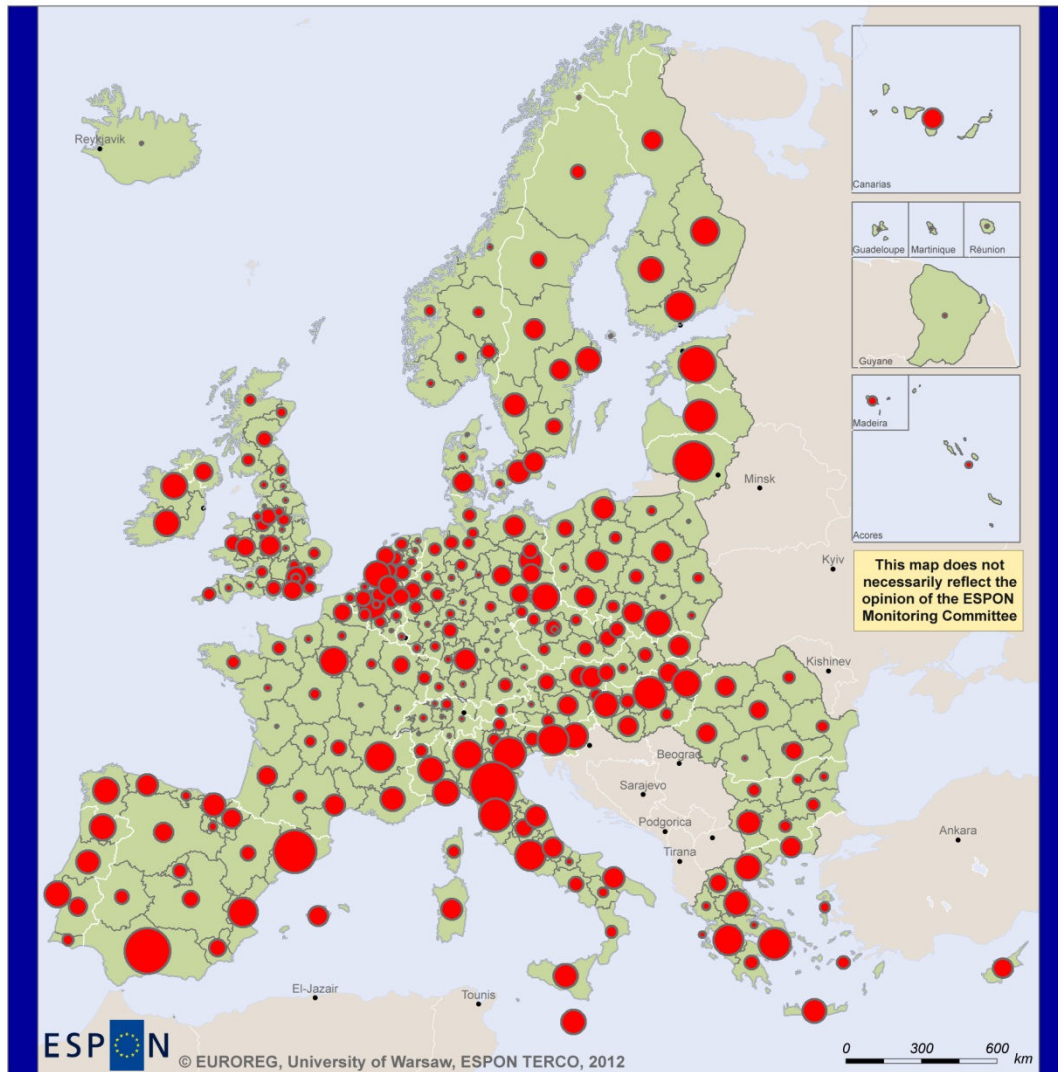 Reykjavik
Canarias
Guadeloupe
Martinique
Réunion
Guyane
Madeira
Acores
Minsk
Kyiv
This map does not
necessarily reflect the
opinion of the ESPON
Monitoring Committee
Kishinev
Beograd
Sarajevo
Podgorica
Tirana
Ankara
El-Jazair
Tounis
ESPON
© EUROREG, University of Warsaw, ESPON TERCO, 2012
0 300 600
km